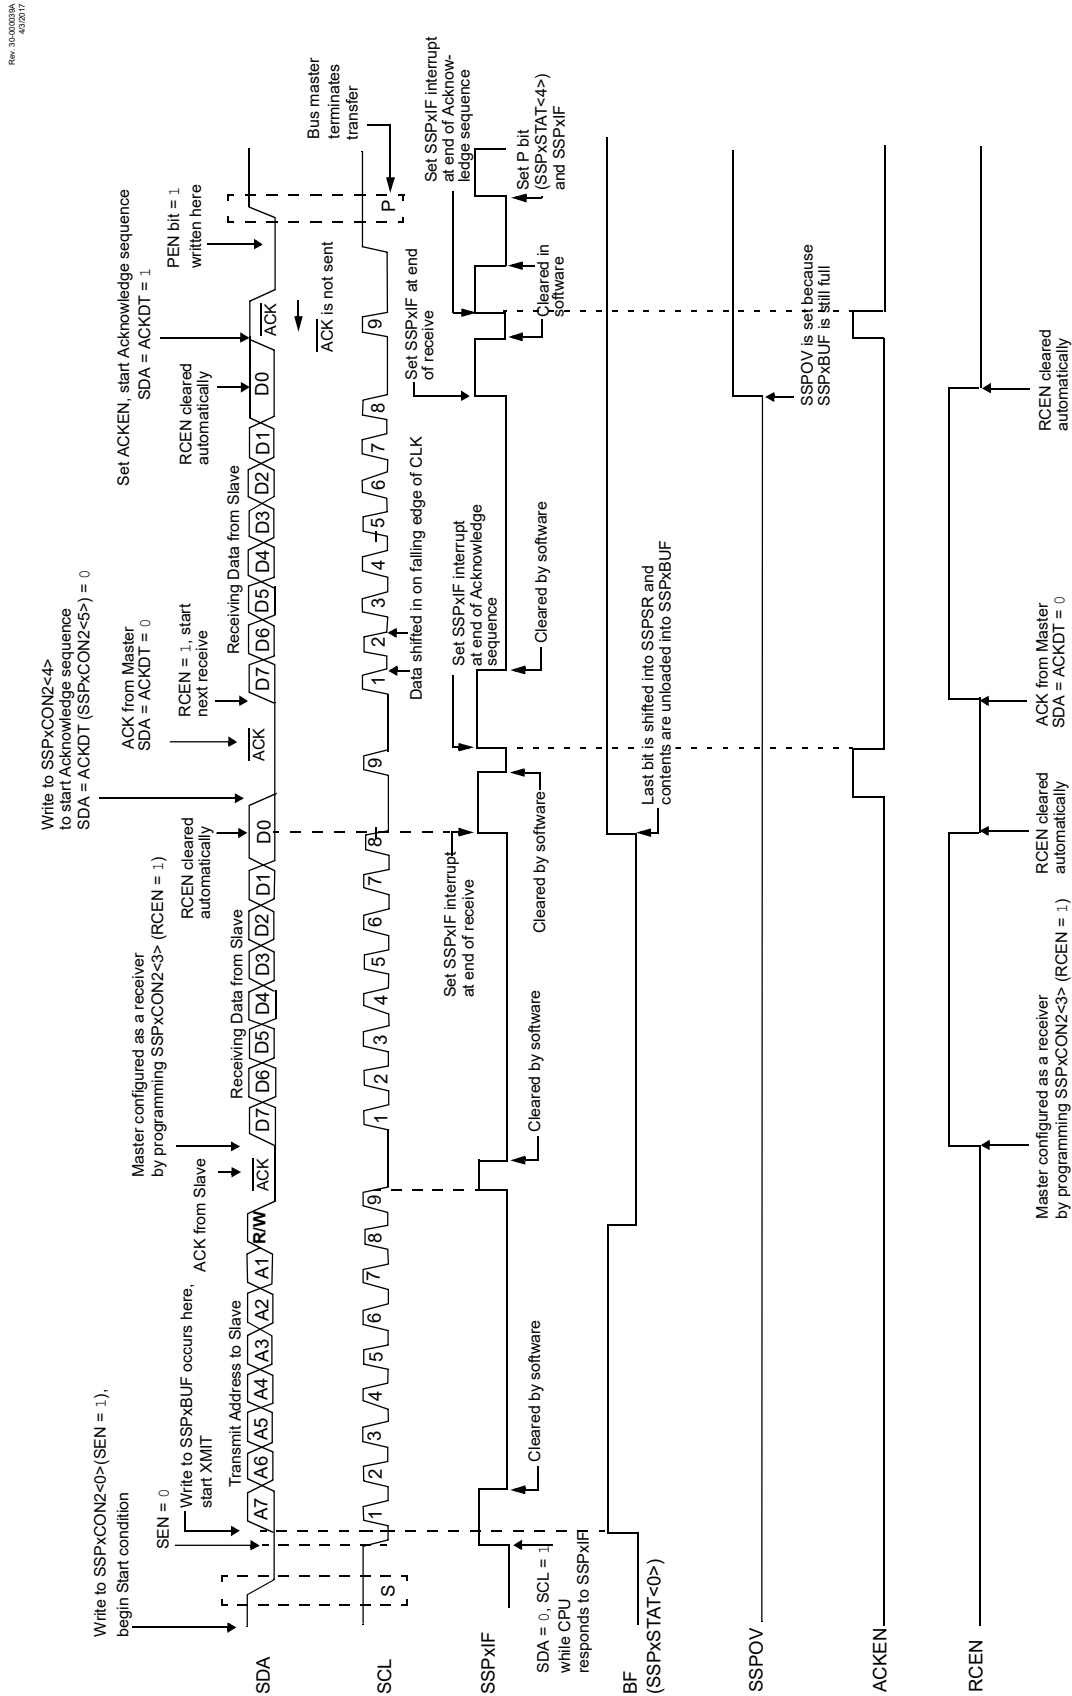 Rev. 30-000039A
4/3/2017
Write to SSPxCON2<0>(SEN = 1),
begin Start condition
SEN = 0
Write to SSPxBUF occurs here,
start XMIT
ACK from Slave
Master configured as a receiver
by programming SSPxCON2<3> (RCEN = 1)
RCEN cleared
automatically
Write to SSPxCON2<4>
to start Acknowledge sequence
SDA = ACKDT (SSPxCON2<5>) = 0
ACK from Master
SDA = ACKDT = 0
RCEN = 1, start
next receive
RCEN cleared
automatically
Set ACKEN, start Acknowledge sequence
SDA = ACKDT = 1
PEN bit = 1
written here
Transmit Address to Slave
Receiving Data from Slave
Receiving Data from Slave
SDA
A7 A6 A5 A4 A3 A2 A1 R/W ACK D7 D6 D5 D4 D3 D2 D1 D0 ACK D7 D6 D5 D4 D3 D2 D1 D0 ACK
ACK is not sent
Bus master
terminates
transfer
SCL
S 1 2 3 4 5 6 7 8 9 1 2 3 4 5 6 7 8 9 1 2 3 4 5 6 7 8 9 P
Data shifted in on falling edge of CLK
Set SSPxIF interrupt
at end of receive
Set SSPxIF interrupt
at end of Acknowledge
sequence
Set SSPxIF at end
of receive
Set SSPxIF interrupt
at end of Acknow-
ledge sequence
SSPxIF
SDA = 0, SCL = 1
while CPU
responds to SSPxIF
Cleared by software
Cleared by software
Cleared by software
Cleared by software
Cleared in
software
Set P bit
(SSPxSTAT<4>)
and SSPxIF
BF
(SSPxSTAT<0>)
Last bit is shifted into SSPSR and
contents are unloaded into SSPxBUF
SSPOV
SSPOV is set because
SSPxBUF is still full
ACKEN
RCEN
Master configured as a receiver
by programming SSPxCON2<3> (RCEN = 1)
RCEN cleared
automatically
ACK from Master
SDA = ACKDT = 0
RCEN cleared
automatically